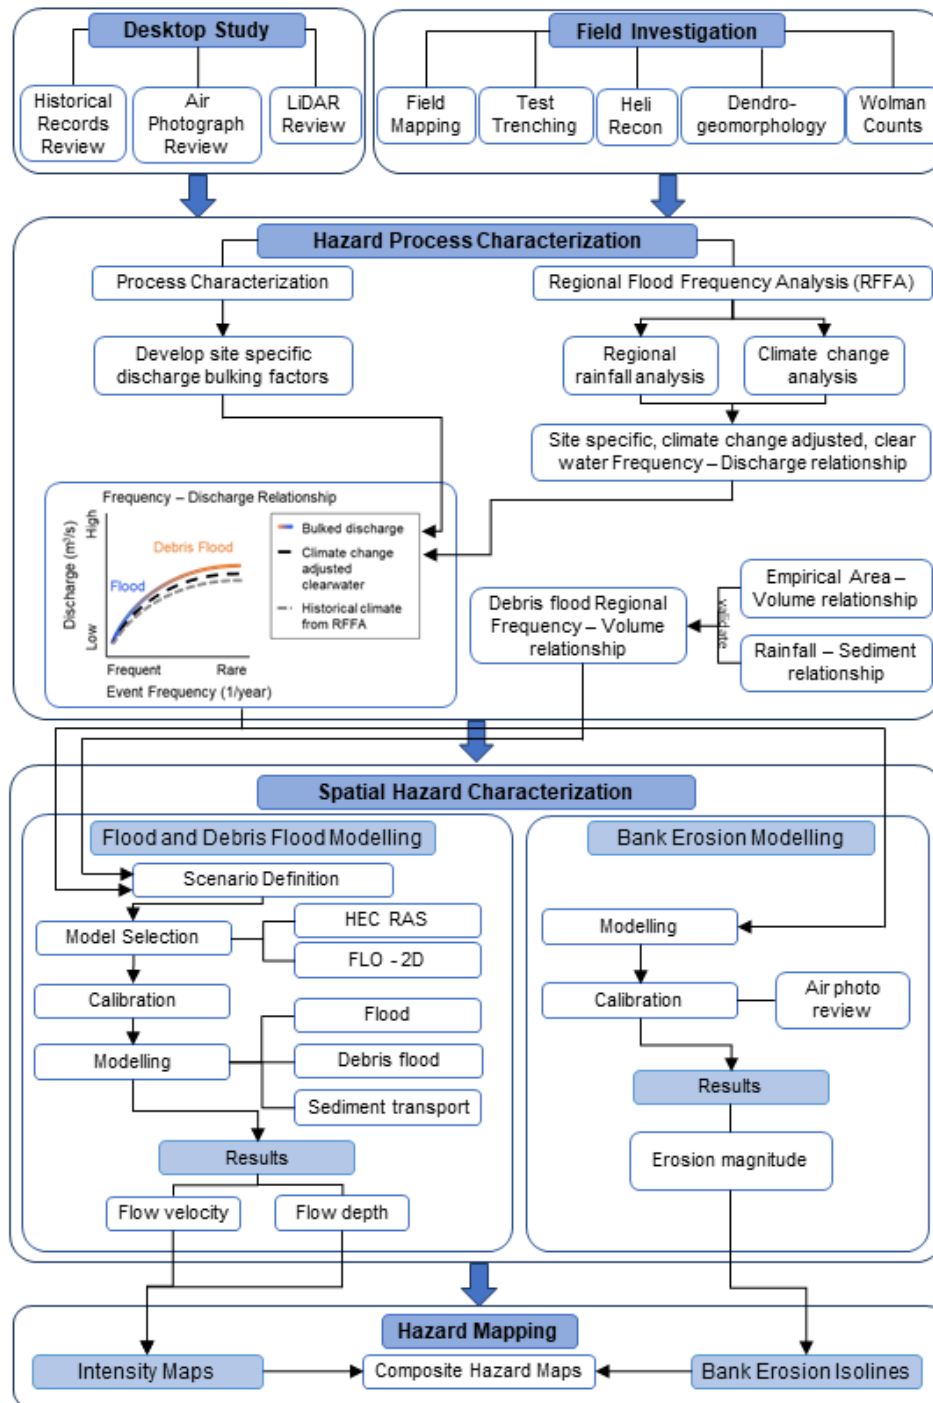 Desktop Study
Historical
Records
Review
Air
Photograph
Review
LiDAR
Review
Field Investigation
Field
Mapping
Test
Trenching
Heli
Recon
Dendro-
geomorphology
Wolman
Counts
Hazard Process Characterization
Process Characterization
Develop site specific
discharge bulking factors
Regional Flood Frequency Analysis (RFFA)
Regional
rainfall analysis
Climate change
analysis
Site specific, climate change adjusted, clear
water Frequency – Discharge relationship
Frequency – Discharge Relationship
Discharge (m³/s)
High
Low
Debris Flood
Flood
Frequent
Rare
Event Frequency (1/year)
Bulked discharge
Climate change
adjusted
clearwater
Historical climate
from RFFA
Debris flood Regional
Frequency – Volume
relationship
validate
Empirical Area –
Volume relationship
Rainfall – Sediment
relationship
Spatial Hazard Characterization
Flood and Debris Flood Modelling
Scenario Definition
Model Selection
HEC RAS
FLO - 2D
Calibration
Modelling
Flood
Debris flood
Sediment transport
Results
Flow velocity
Flow depth
Bank Erosion Modelling
Modelling
Calibration
Air photo
review
Results
Erosion magnitude
Hazard Mapping
Intensity Maps
Composite Hazard Maps
Bank Erosion Isolines